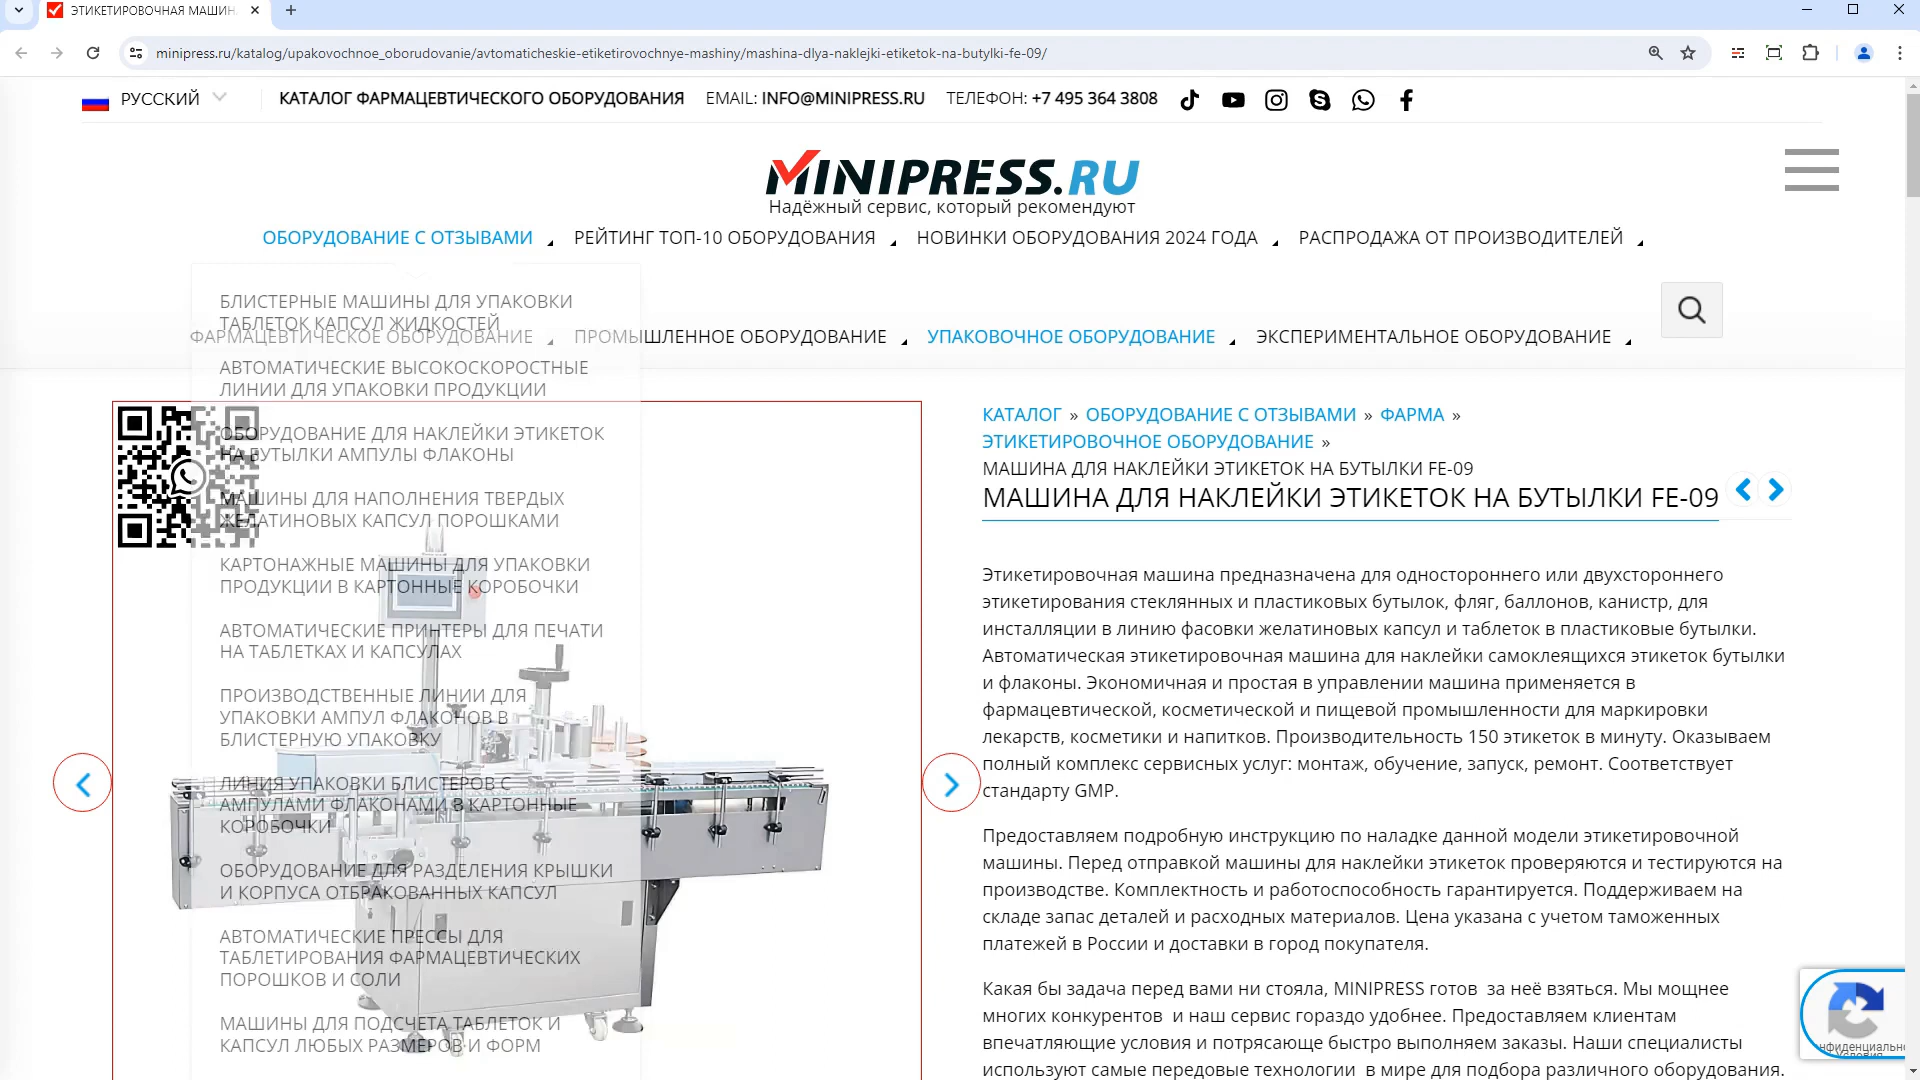 ЭТИКЕТИРОВОЧНАЯ МАШИН
minipress.ru/katalog/upakovochnoe_oborudovanie/avtomaticheskie-etiketirovochnye-mashiny/mashina-dlya-naklejki-etiketok-na-butylki-fe-09/
РУССКИЙ
КАТАЛОГ ФАРМАЦЕВТИЧЕСКОГО ОБОРУДОВАНИЯ
EMAIL: INFO@MINIPRESS.RU
ТЕЛЕФОН: +7 495 364 3808
MINIPRESS.RU
Надёжный сервис, который рекомендуют
ОБОРУДОВАНИЕ С ОТЗЫВАМИ
РЕЙТИНГ ТОП-10 ОБОРУДОВАНИЯ
НОВИНКИ ОБОРУДОВАНИЯ 2024 ГОДА
РАСПРОДАЖА ОТ ПРОИЗВОДИТЕЛЕЙ
ФАРМАЦЕВТИЧЕСКОЕ ОБОРУДОВАНИЕ
ПРОМЫШЛЕННОЕ ОБОРУДОВАНИЕ
УПАКОВОЧНОЕ ОБОРУДОВАНИЕ
ЭКСПЕРИМЕНТАЛЬНОЕ ОБОРУДОВАНИЕ
БЛИСТЕРНЫЕ МАШИНЫ ДЛЯ УПАКОВКИ
ТАБЛЕТОК КАПСУЛ ЖИДКОСТЕЙ
АВТОМАТИЧЕСКИЕ ВЫСОКОСКОРОСТНЫЕ
ЛИНИИ ДЛЯ УПАКОВКИ ПРОДУКЦИИ
ОБОРУДОВАНИЕ ДЛЯ НАКЛЕЙКИ ЭТИКЕТОК
НА БУТЫЛКИ АМПУЛЫ ФЛАКОНЫ
МАШИНЫ ДЛЯ НАПОЛНЕНИЯ ТВЕРДЫХ
ЖЕЛАТИНОВЫХ КАПСУЛ ПОРОШКАМИ
КАРТОНАЖНЫЕ МАШИНЫ ДЛЯ УПАКОВКИ
ПРОДУКЦИИ В КАРТОННЫЕ КОРОБОЧКИ
АВТОМАТИЧЕСКИЕ ПРИНТЕРЫ ДЛЯ ПЕЧАТИ
НА ТАБЛЕТКАХ И КАПСУЛАХ
ПРОИЗВОДСТВЕННЫЕ ЛИНИИ ДЛЯ
УПАКОВКИ АМПУЛ ФЛАКОНОВ В
БЛИСТЕРНУЮ УПАКОВКУ
ЛИНИЯ УПАКОВКИ БЛИСТЕРОВ С
АМПУЛАМИ ФЛАКОНАМИ В КАРТОННЫЕ
КОРОБОЧКИ
ОБОРУДОВАНИЕ ДЛЯ РАЗДЕЛЕНИЯ КРЫШКИ
И КОРПУСА ОТБРАКОВАННЫХ КАПСУЛ
АВТОМАТИЧЕСКИЕ ПРЕССЫ ДЛЯ
ТАБЛЕТИРОВАНИЯ ФАРМАЦЕВТИЧЕСКИХ
ПОРОШКОВ И СОЛИ
МАШИНЫ ДЛЯ ПОДСЧЕТА ТАБЛЕТОК И
КАПСУЛ ЛЮБЫХ РАЗМЕРОВ И ФОРМ
КАТАЛОГ » ОБОРУДОВАНИЕ С ОТЗЫВАМИ » ФАРМА »
ЭТИКЕТИРОВОЧНОЕ ОБОРУДОВАНИЕ »
МАШИНА ДЛЯ НАКЛЕЙКИ ЭТИКЕТОК НА БУТЫЛКИ FE-09
МАШИНА ДЛЯ НАКЛЕЙКИ ЭТИКЕТОК НА БУТЫЛКИ FE-09
Этикетировочная машина предназначена для одностороннего или двухстороннего
этикетирования стеклянных и пластиковых бутылок, фляг, баллонов, канистр, для
инсталляции в линию фасовки желатиновых капсул и таблеток в пластиковые бутылки.
Автоматическая этикетировочная машина для наклейки самоклеящихся этикеток бутылки
и флаконы. Экономичная и простая в управлении машина применяется в
фармацевтической, косметической и пищевой промышленности для маркировки
лекарств, косметики и напитков. Производительность 150 этикеток в минуту. Оказываем
полный комплекс сервисных услуг: монтаж, обучение, запуск, ремонт. Соответствует
стандарту GMP.
Предоставляем подробную инструкцию по наладке данной модели этикетировочной
машины. Перед отправкой машины для наклейки этикеток проверяются и тестируются на
производстве. Комплектность и работоспособность гарантируется. Поддерживаем на
складе запас деталей и расходных материалов. Цена указана с учетом таможенных
платежей в России и доставки в город покупателя.
Какая бы задача перед вами ни стояла, MINIPRESS готов за неё взяться. Мы мощнее
многих конкурентов и наш сервис гораздо удобнее. Предоставляем клиентам
впечатляющие условия и потрясающе быстро выполняем заказы. Наши специалисты
используют самые передовые технологии в мире для подбора различного оборудования.
нфиденциальн
Условия